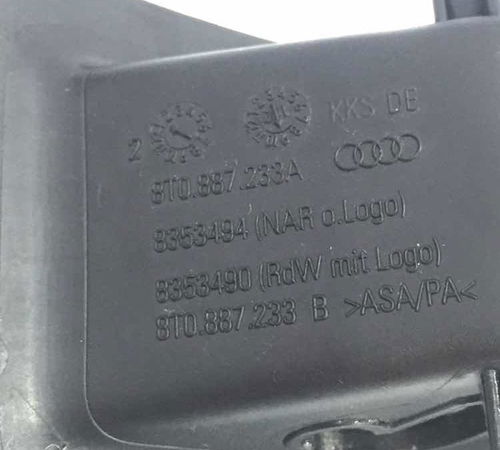 2 KKS DE
8T0.887.233A
8353494 (NAR o.Logo)
8353490 (RdW mit Logo)
8T0.887.233 B >ASA/PA<